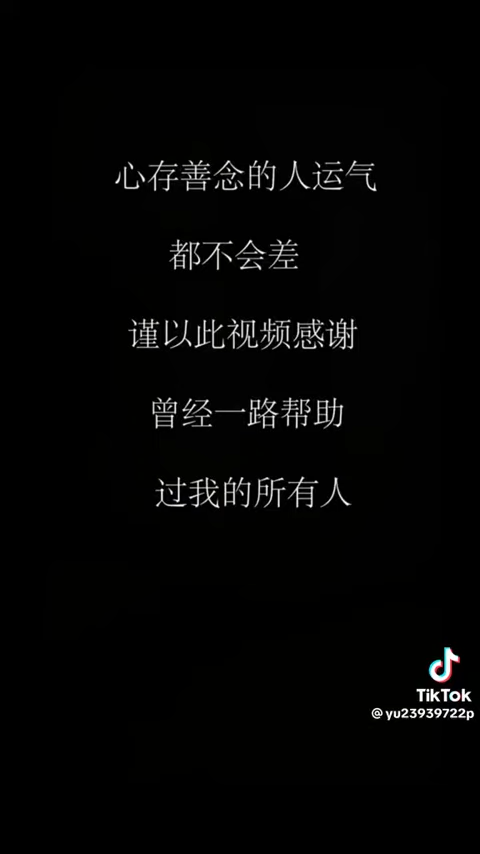 心存善念的人运气
都不会差
谨以此视频感谢
曾经一路帮助
过我的所有人
TikTok
@yu23939722p